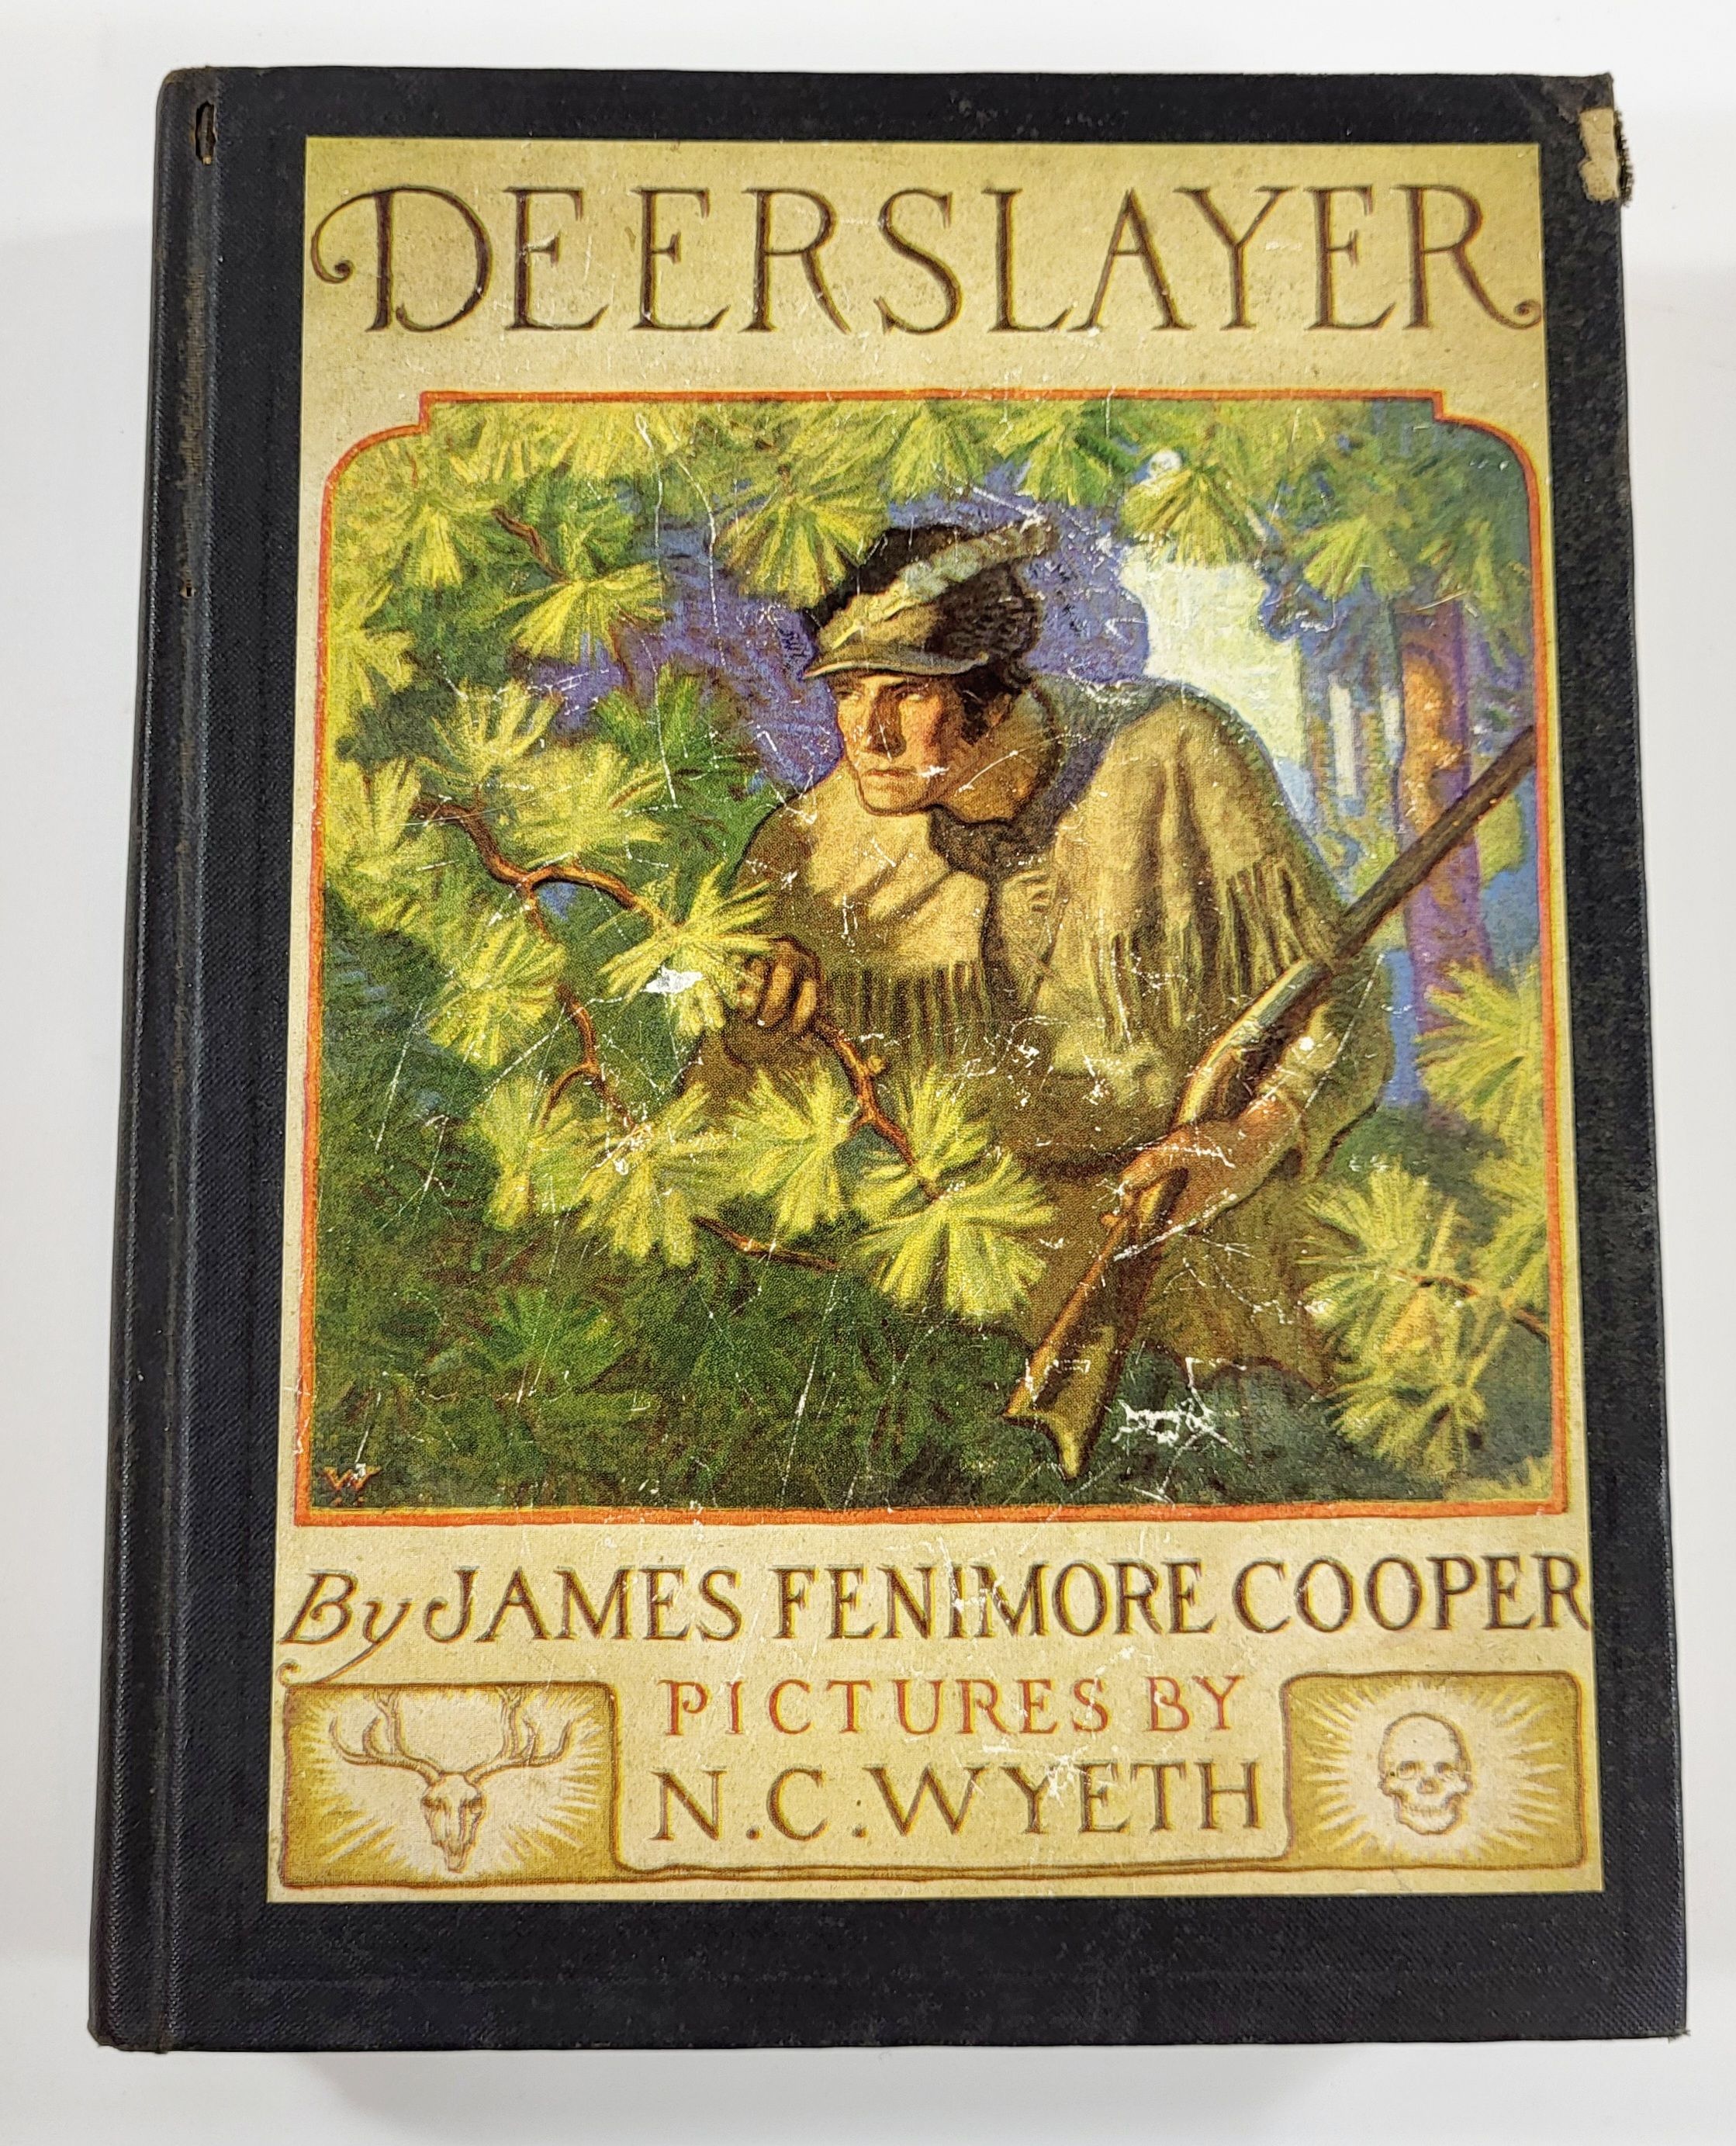 DEERSLAYER
W
By JAMES FENIMORE COOPER
PICTURES BY
N.C.WYETH